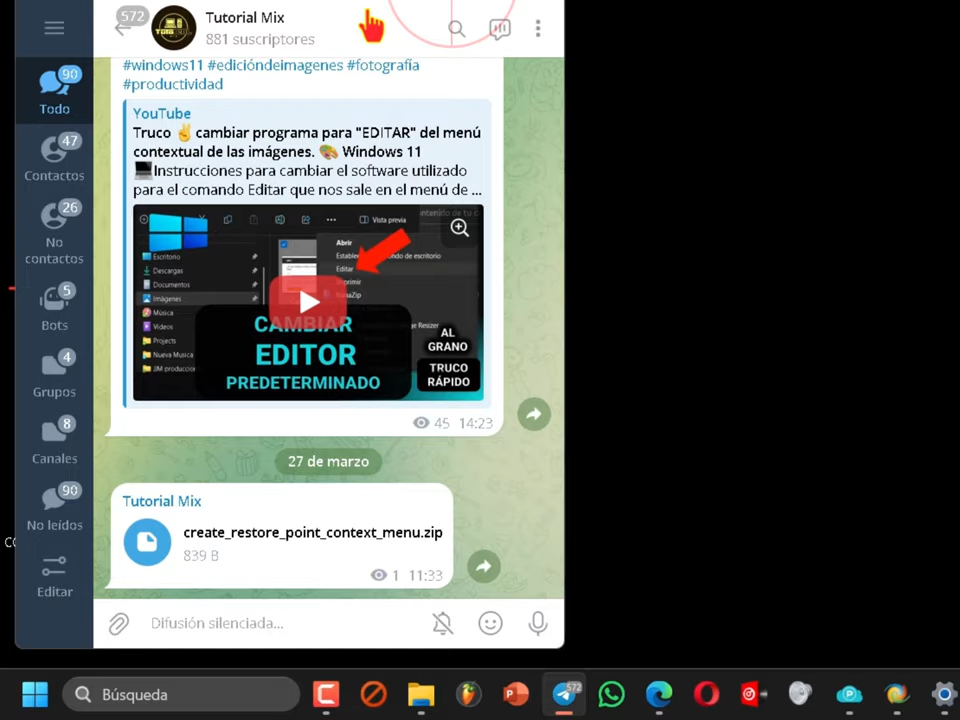 572
Tutorial Mix
881 suscriptores
90
Todo
47
Contactos
26
No
contactos
5
Bots
4
Grupos
8
Canales
90
No leídos
Editar
#windows11 #edicióndeimagenes #fotografía
#productividad
YouTube
Truco ✌ cambiar programa para "EDITAR" del menú
contextual de las imágenes. 🎨 Windows 11
💻Instrucciones para cambiar el software utilizado
para el comando Editar que nos sale en el menú de ...
Vista previa
Abrir
Editar
Escritorio
Descargas
Documentos
Imágenes
Música
Videos
Projects
Nueva Musica
CAMBIAR
EDITOR
PREDETERMINADO
AL
GRANO
TRUCO
RÁPIDO
45 14:23
27 de marzo
Tutorial Mix
create_restore_point_context_menu.zip
839 B
1 11:33
Difusión silenciada...
Búsqueda
572